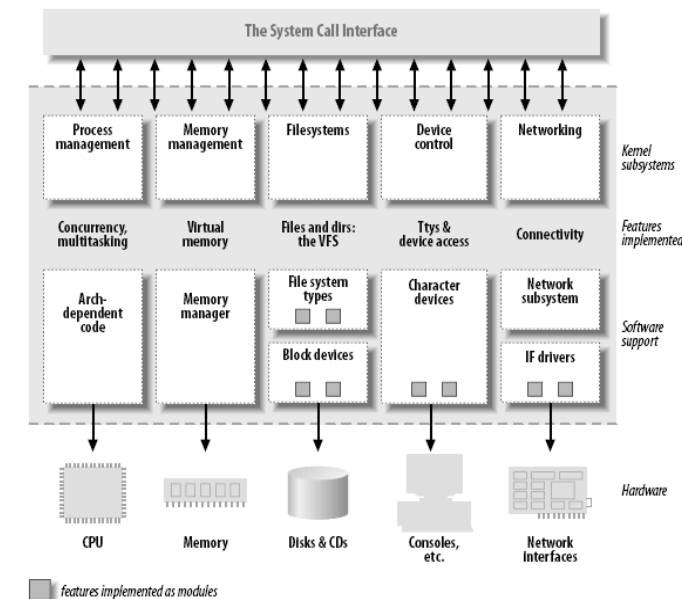 The System Call Interface
Process
management
Memory
management
Filesystems
Device
control
Networking
Kernel
subsystems
Concurrency,
multitasking
Virtual
memory
Files and dirs:
the VFS
Ttys &
device access
Connectivity
Features
implemented
Arch-
dependent
code
Memory
manager
File system
types
Block devices
Character
devices
Network
subsystem
IF drivers
Software
support
Hardware
CPU
Memory
Disks & CDs
Consoles,
etc.
Network
interfaces
features implemented as modules